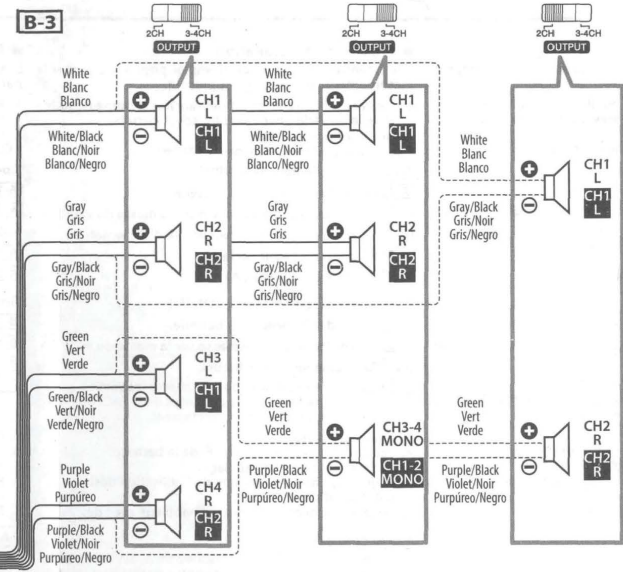 B-3
2CH 3-4CH
OUTPUT
2CH 3-4CH
OUTPUT
2CH 3-4CH
OUTPUT
White
Blanc
Blanco
CH1
L
CH1
L
White/Black
Blanc/Noir
Blanco/Negro
Gray
Gris
Gris
CH2
R
CH2
R
Gray/Black
Gris/Noir
Gris/Negro
Green
Vert
Verde
CH3
L
CH1
L
Green/Black
Vert/Noir
Verde/Negro
Purple
Violet
Purpúreo
CH4
R
CH2
R
Purple/Black
Violet/Noir
Purpúreo/Negro
White
Blanc
Blanco
CH1
L
CH1
L
White/Black
Blanc/Noir
Blanco/Negro
Gray
Gris
Gris
CH2
R
CH2
R
Gray/Black
Gris/Noir
Gris/Negro
Green
Vert
Verde
CH3-4
MONO
CH1-2
MONO
Purple/Black
Violet/Noir
Purpúreo/Negro
White
Blanc
Blanco
CH1
L
CH1
L
Gray/Black
Gris/Noir
Gris/Negro
Green
Vert
Verde
CH2
R
CH2
R
Purple/Black
Violet/Noir
Purpúreo/Negro